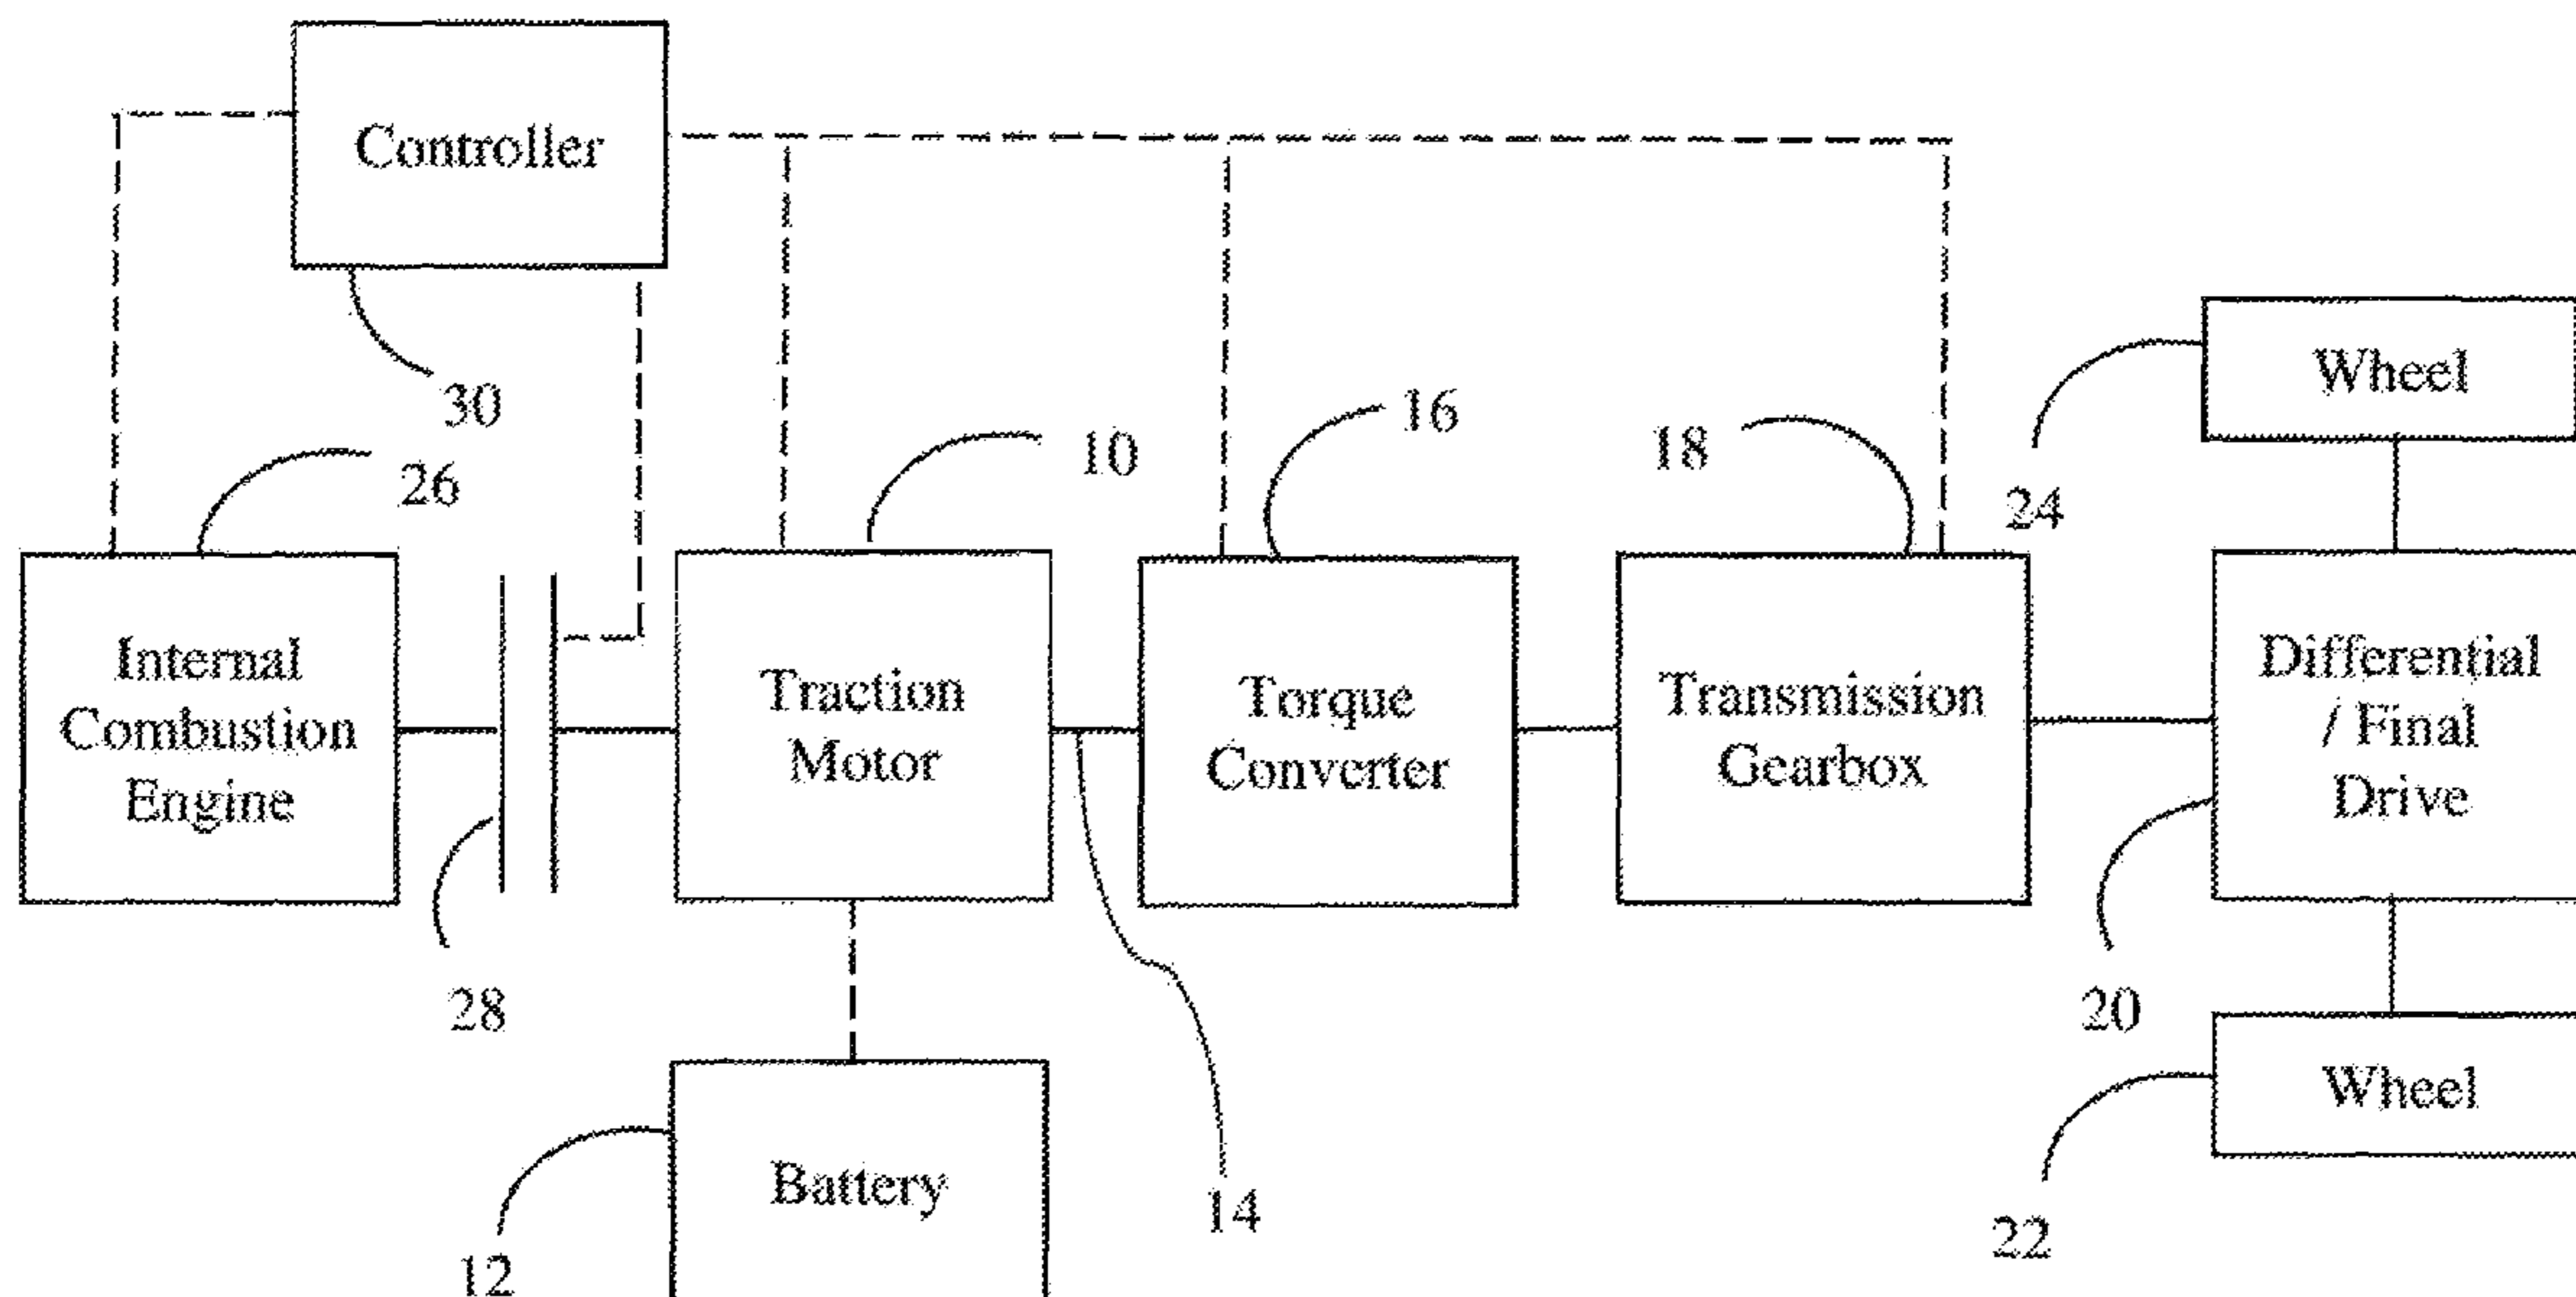 Controller
30
26
10
16
18
24
Wheel
Internal
Combustion
Engine
Traction
Motor
Torque
Converter
Transmission
Gearbox
Differential
/ Final
Drive
28
20
Battery
12
14
Wheel
22